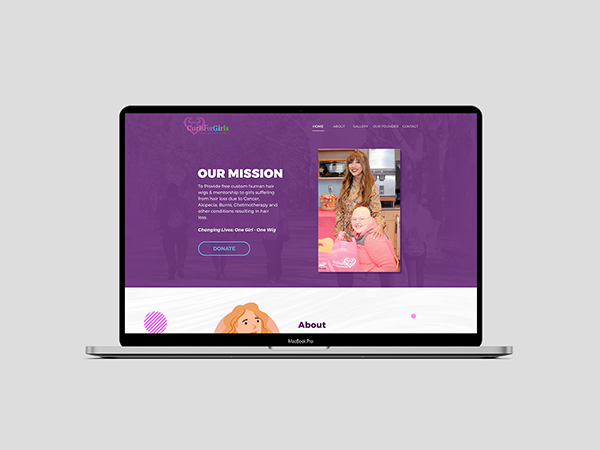 CurlsForGirls
HOME ABOUT GALLERY OUR FOUNDER CONTACT
OUR MISSION
To Provide free custom human hair
wigs & mentorship to girls suffering
from hair loss due to Cancer,
Alopecia, Burns, Chemotherapy and
other conditions resulting in hair
loss.
Changing Lives: One Girl - One Wig
DONATE
About
MacBook Pro